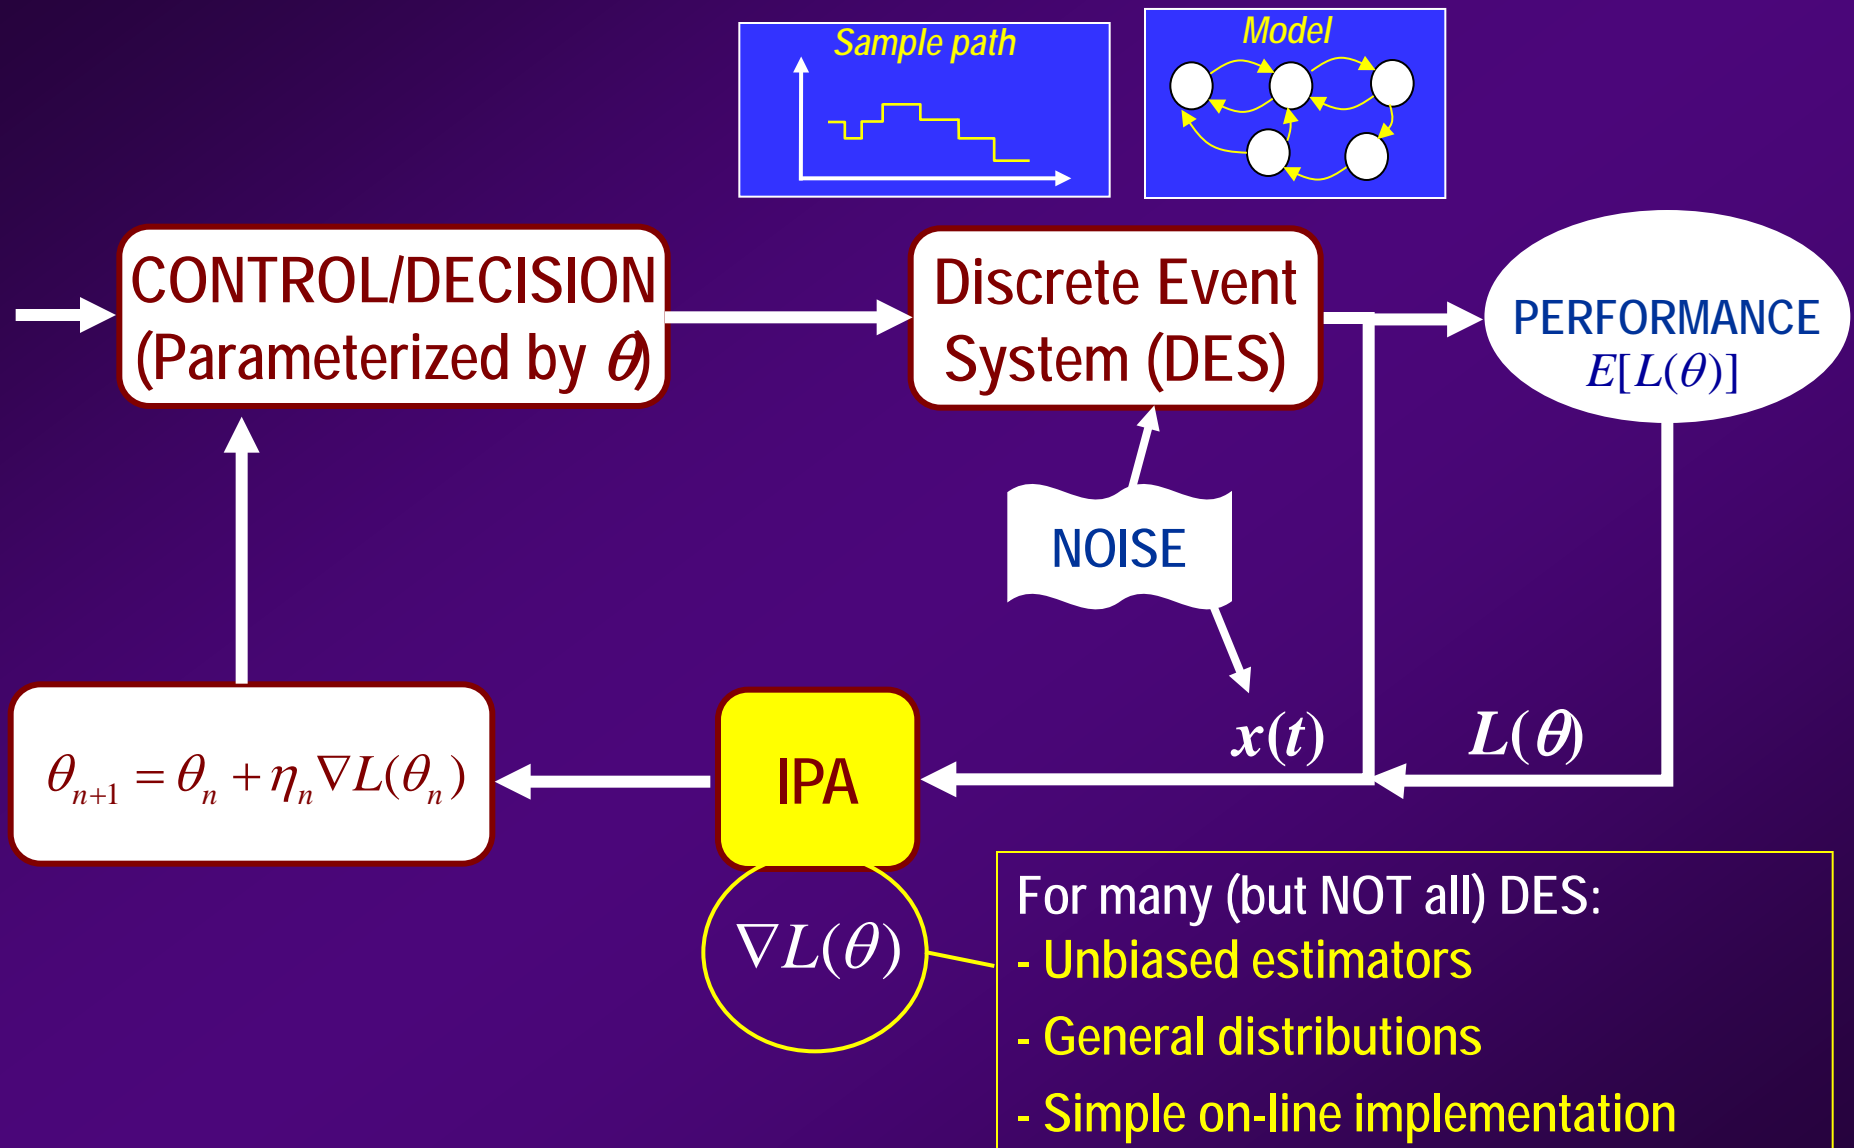 Sample path
Model
CONTROL/DECISION
(Parameterized by θ)
Discrete Event
System (DES)
PERFORMANCE
E[L(θ)]
NOISE
x(t)
L(θ)
θₙ₊₁ = θₙ + ηₙ∇L(θₙ)
IPA
∇L(θ)
For many (but NOT all) DES:
- Unbiased estimators
- General distributions
- Simple on-line implementation